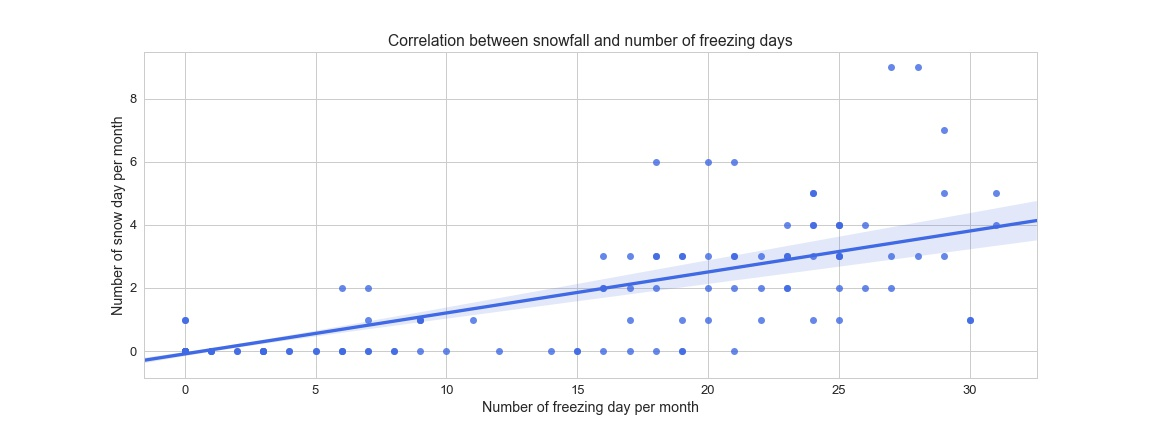 Correlation between snowfall and number of freezing days
Number of snow day per month
8
6
4
2
0
0 5 10 15 20 25 30
Number of freezing day per month